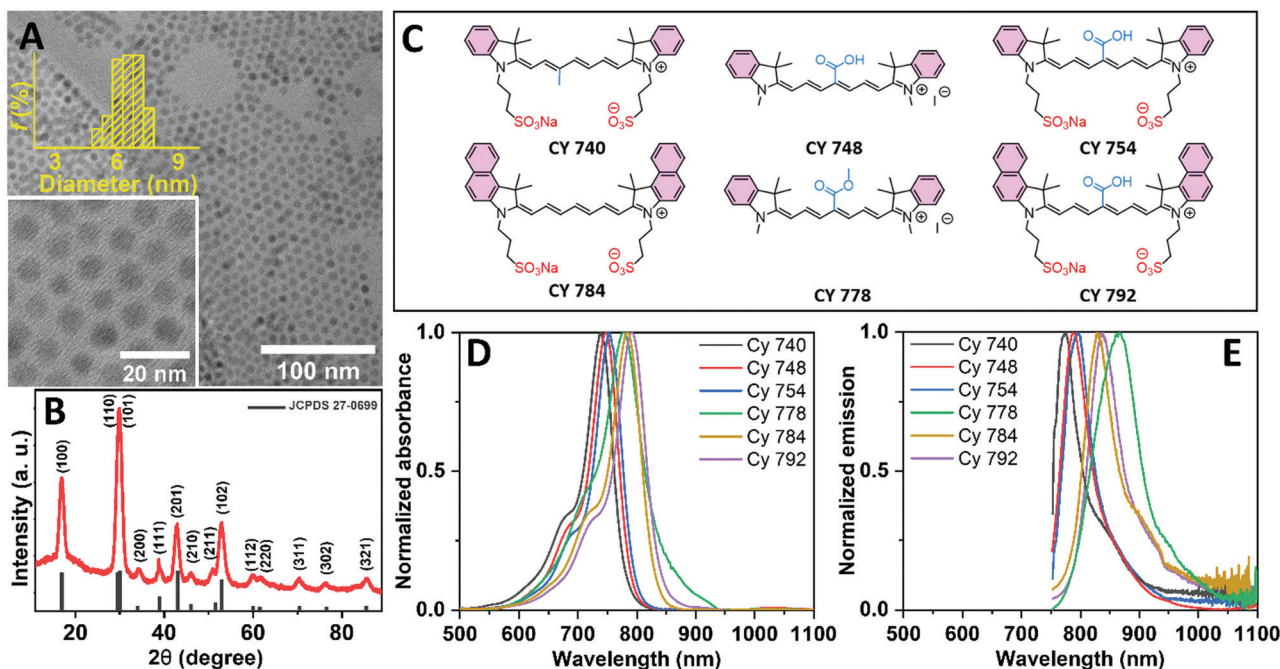 A
f (%)
3 6 9
Diameter (nm)
20 nm
100 nm
B
JCPDS 27-0699
Intensity (a. u.)
(100)
(110)
(101)
(200)
(111)
(201)
(210)
(211)
(102)
(112)
(220)
(311)
(302)
(321)
20 40 60 80
2θ (degree)
C
N
N
⊕
SO₃Na
⊖
O₃S
CY 740
O
OH
N
N
⊕
I
⊖
CY 748
O
OH
N
N
⊕
SO₃Na
⊖
O₃S
CY 754
N
N
⊕
SO₃Na
⊖
O₃S
CY 784
O
O
N
N
⊕
I
⊖
CY 778
O
OH
N
N
⊕
SO₃Na
⊖
O₃S
CY 792
D
Normalized absorbance
1.0
0.5
0.0
Cy 740
Cy 748
Cy 754
Cy 778
Cy 784
Cy 792
500 600 700 800 900 1000 1100
Wavelength (nm)
E
Normalized emission
1.0
0.5
0.0
Cy 740
Cy 748
Cy 754
Cy 778
Cy 784
Cy 792
500 600 700 800 900 1000 1100
Wavelength (nm)